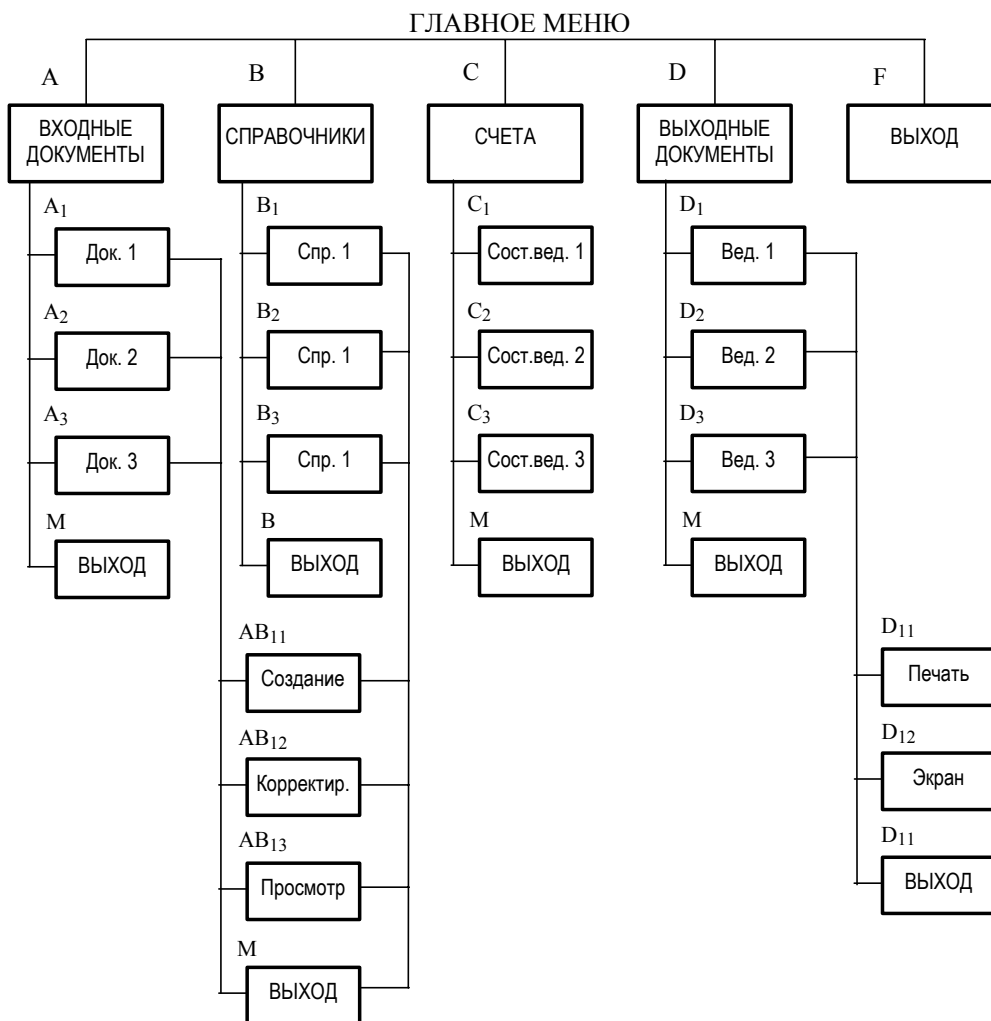 ГЛАВНОЕ МЕНЮ
A
B
C
D
F
ВХОДНЫЕ
ДОКУМЕНТЫ
СПРАВОЧНИКИ
СЧЕТА
ВЫХОДНЫЕ
ДОКУМЕНТЫ
ВЫХОД
A1
Док. 1
A2
Док. 2
A3
Док. 3
M
ВЫХОД
B1
Спр. 1
B2
Спр. 1
B3
Спр. 1
B
ВЫХОД
C1
Сост.вед. 1
C2
Сост.вед. 2
C3
Сост.вед. 3
M
ВЫХОД
D1
Вед. 1
D2
Вед. 2
D3
Вед. 3
M
ВЫХОД
AB11
Создание
AB12
Корректир.
AB13
Просмотр
M
ВЫХОД
D11
Печать
D12
Экран
D11
ВЫХОД